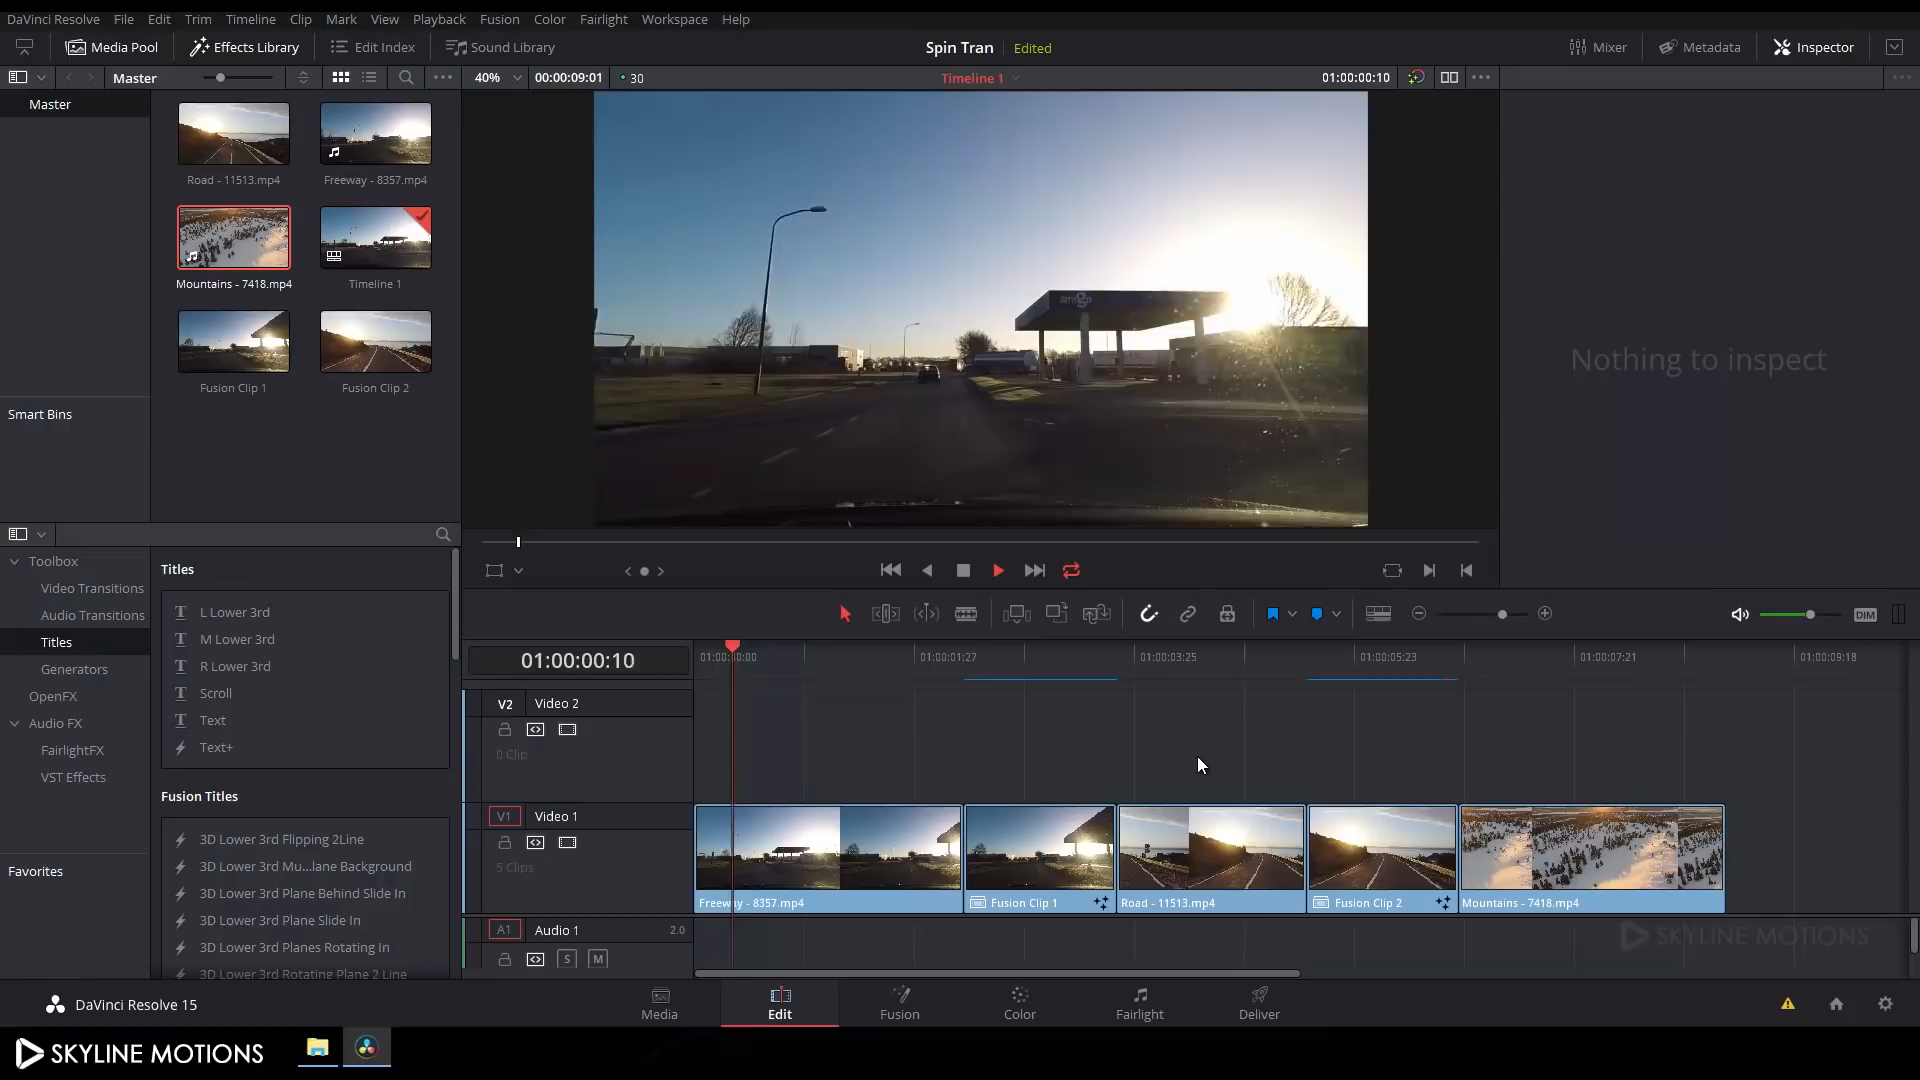 DaVinci Resolve File Edit Trim Timeline Clip Mark View Playback Fusion Color Fairlight Workspace Help
Media Pool Effects Library Edit Index Sound Library Spin Tran Edited Mixer Metadata Inspector
Master 40% 00:00:09:01 30 Timeline 1 01:00:00:10
Master
Road - 11513.mp4 Freeway - 8357.mp4
Mountains - 7418.mp4 Timeline 1
Fusion Clip 1 Fusion Clip 2
Smart Bins
amigo
Nothing to inspect
Toolbox
Video Transitions
Audio Transitions
Titles
Generators
OpenFX
Audio FX
FairlightFX
VST Effects
Favorites
Titles
L Lower 3rd
M Lower 3rd
R Lower 3rd
Scroll
Text
Text+
Fusion Titles
3D Lower 3rd Flipping 2Line
3D Lower 3rd Mu...lane Background
3D Lower 3rd Plane Behind Slide In
3D Lower 3rd Plane Slide In
3D Lower 3rd Planes Rotating In
3D Lower 3rd Rotating Plane 2 Line
DIM
01:00:00:10 01:00:00:00 01:00:01:27 01:00:03:25 01:00:05:23 01:00:07:21 01:00:09:18
V2 Video 2
0 Clip
V1 Video 1
5 Clips
Freeway - 8357.mp4 Fusion Clip 1 Road - 11513.mp4 Fusion Clip 2 Mountains - 7418.mp4
A1 Audio 1 2.0
S M
SKYLINE MOTIONS
DaVinci Resolve 15 Media Edit Fusion Color Fairlight Deliver
SKYLINE MOTIONS